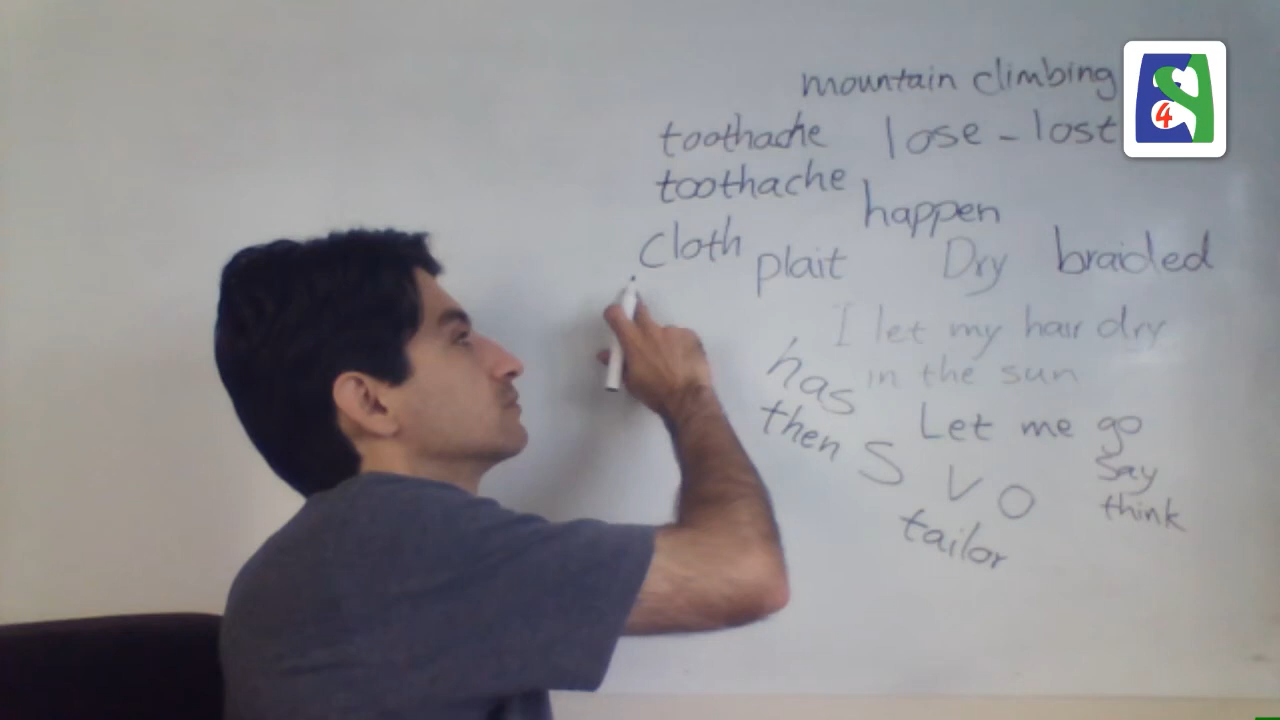 mountain climbing
toothache lose - lost
toothache
happen
cloth plait Dry braided
I let my hair dry
in the sun
has
then
Let me go
say
think
S V O
tailor
4